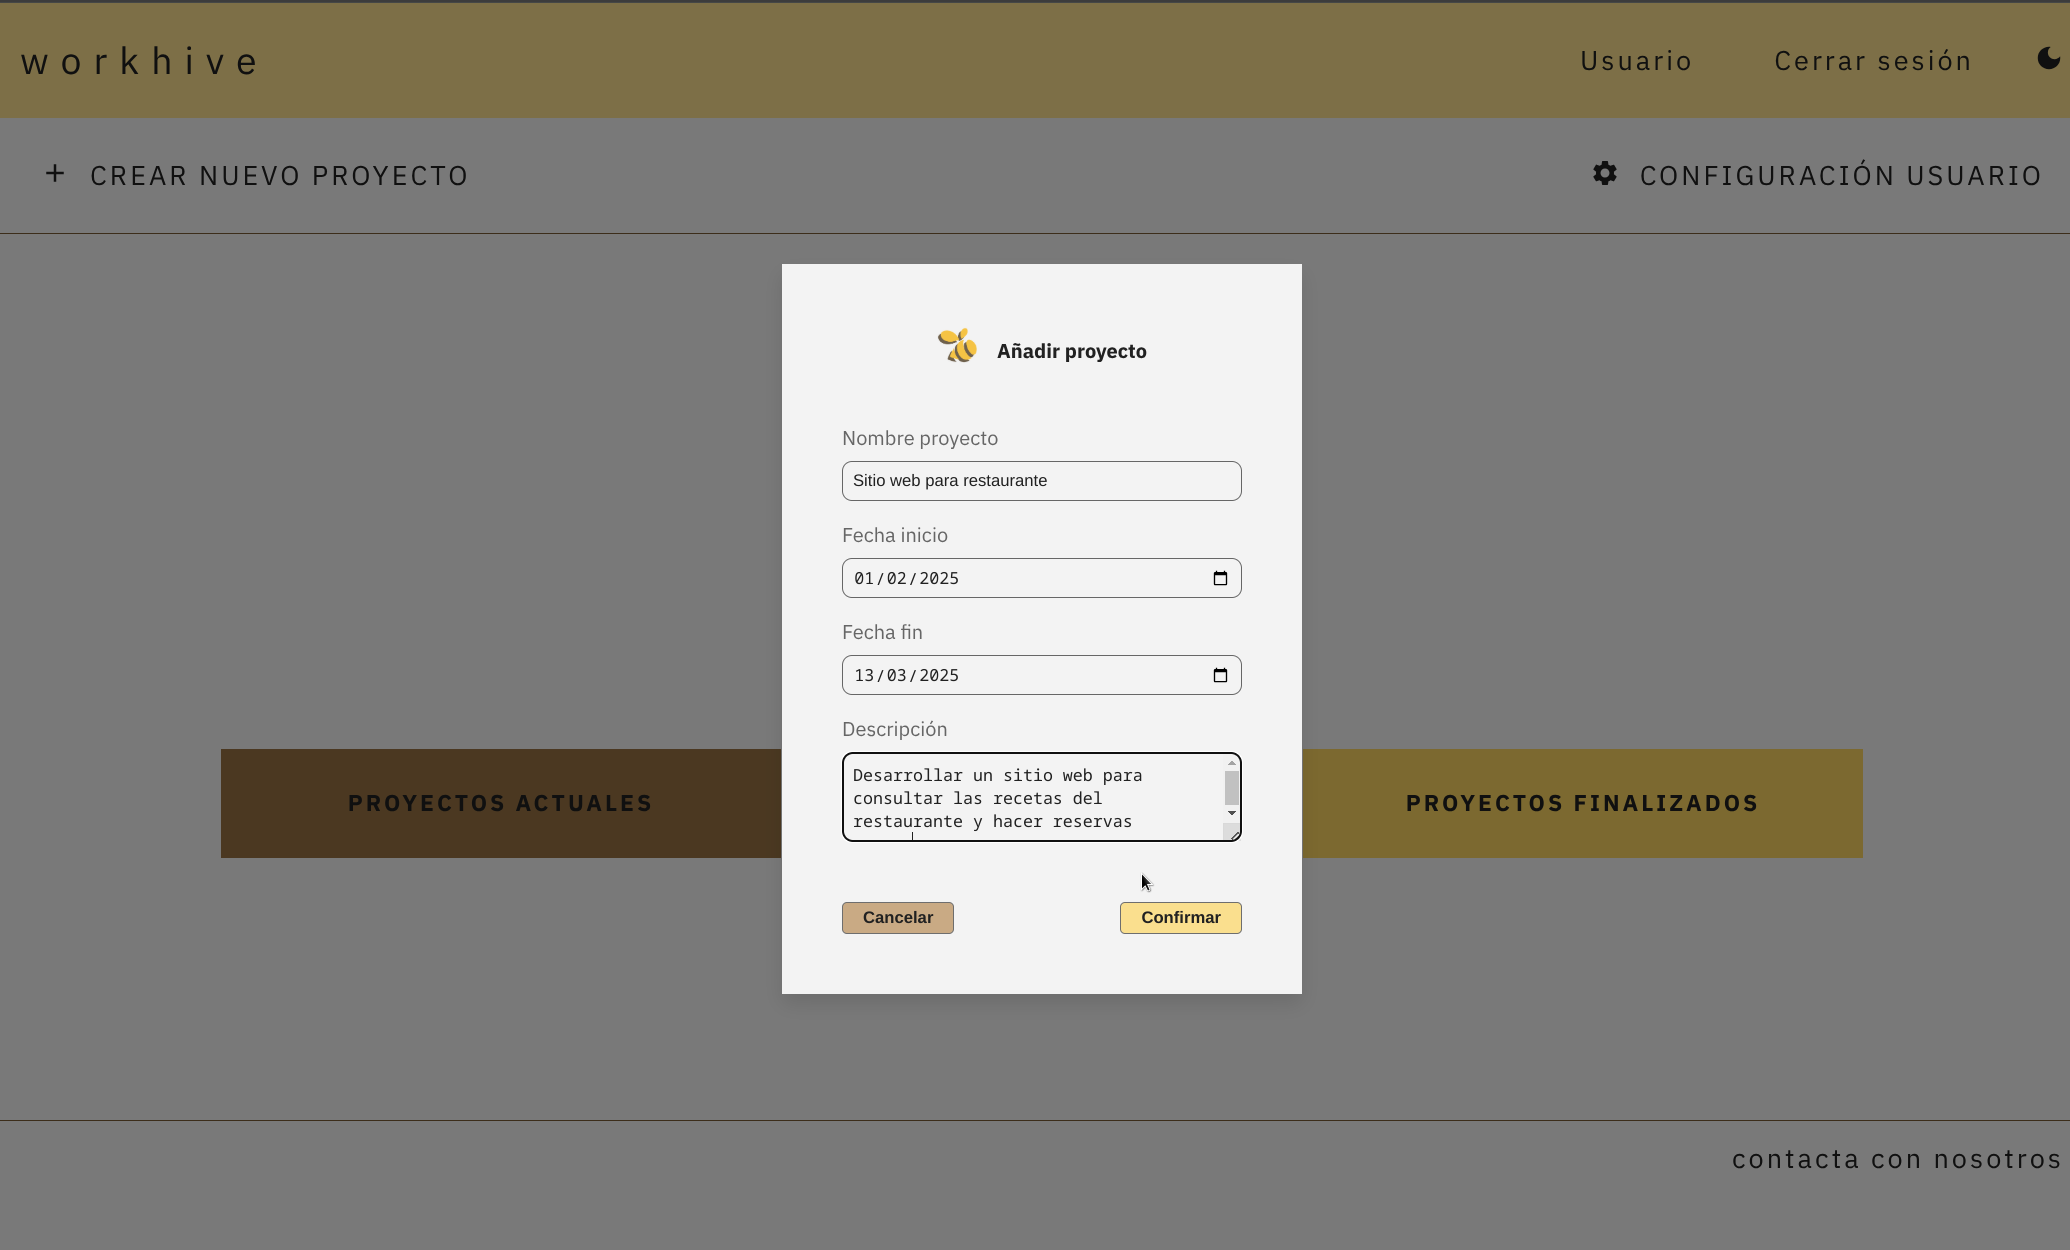 workhive
Usuario
Cerrar sesión
+ CREAR NUEVO PROYECTO
CONFIGURACIÓN USUARIO
Añadir proyecto
Nombre proyecto
Sitio web para restaurante
Fecha inicio
01/02/2025
Fecha fin
13/03/2025
Descripción
Desarrollar un sitio web para
consultar las recetas del
restaurante y hacer reservas
Cancelar
Confirmar
PROYECTOS ACTUALES
PROYECTOS FINALIZADOS
contacta con nosotros